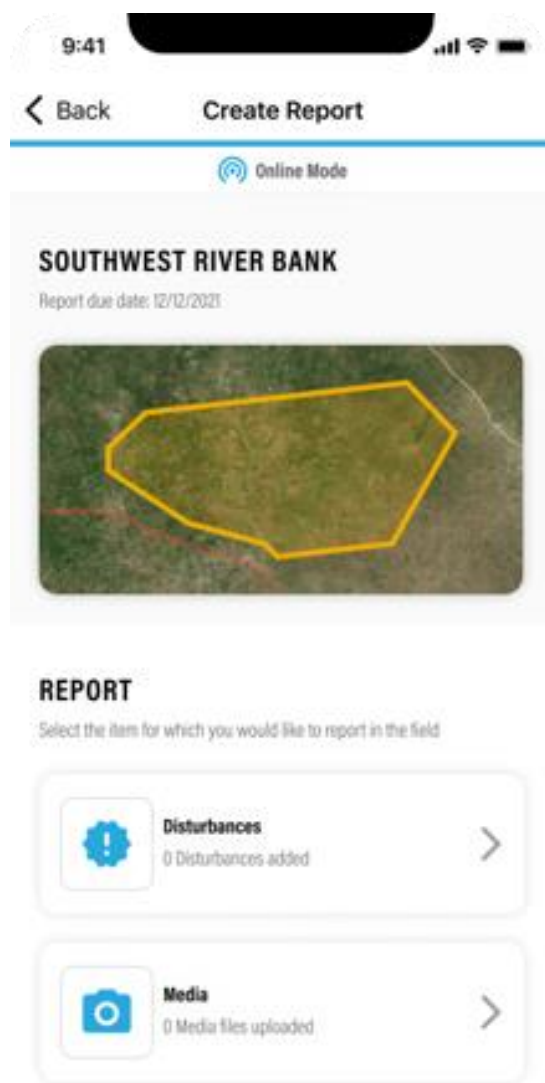 9:41
Back
Create Report
Online Mode
SOUTHWEST RIVER BANK
Report due date: 12/12/2021
REPORT
Select the item for which you would like to report in the field
Disturbances
0 Disturbances added
Media
0 Media files uploaded